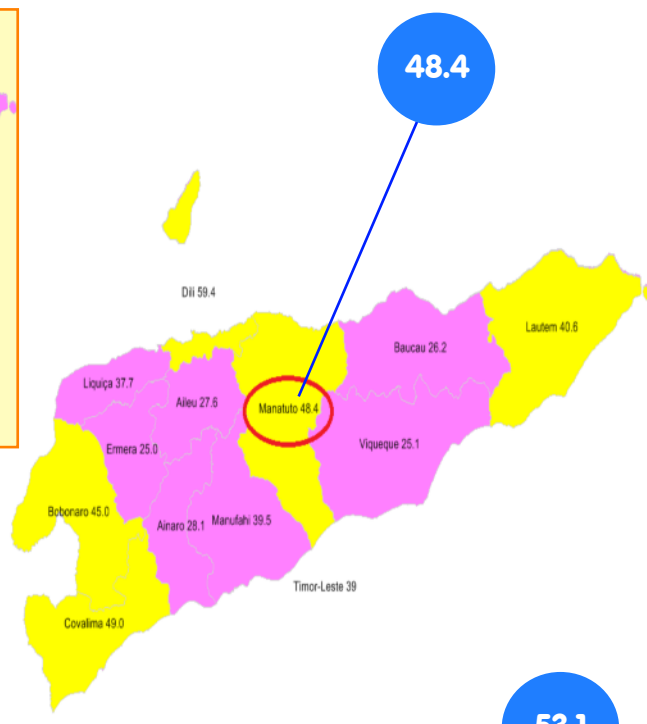 48.4
Dili 59.4
Lautem 40.6
Baucau 26.2
Liquiça 37.7
Aileu 27.6
Manatuto 48.4
Viqueque 25.1
Ermera 25.0
Bobonaro 45.0
Ainaro 28.1
Manufahi 39.5
Timor-Leste 39
Covalima 49.0
53.1